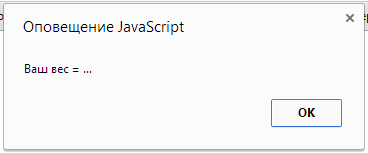 Оповещение JavaScript
Ваш вес = ...
OK